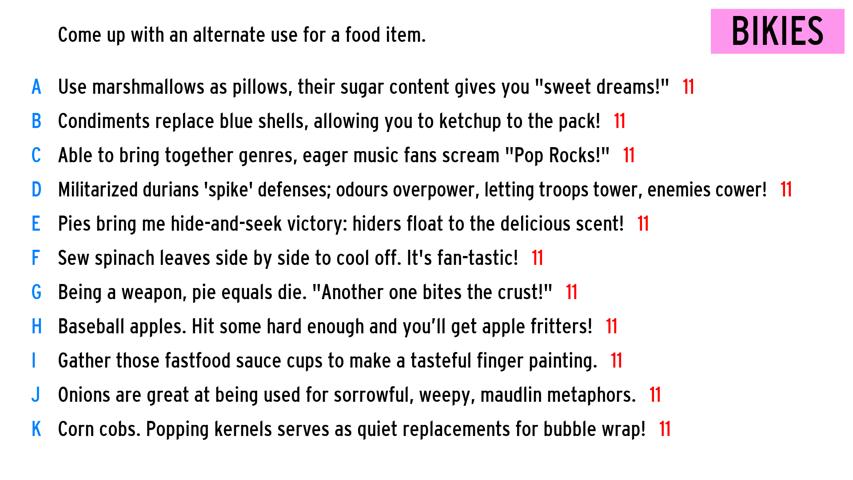 Come up with an alternate use for a food item.
BIKIES
A Use marshmallows as pillows, their sugar content gives you "sweet dreams!" 11
B Condiments replace blue shells, allowing you to ketchup to the pack! 11
C Able to bring together genres, eager music fans scream "Pop Rocks!" 11
D Militarized durians 'spike' defenses; odours overpower, letting troops tower, enemies cower! 11
E Pies bring me hide-and-seek victory: hiders float to the delicious scent! 11
F Sew spinach leaves side by side to cool off. It's fan-tastic! 11
G Being a weapon, pie equals die. "Another one bites the crust!" 11
H Baseball apples. Hit some hard enough and you’ll get apple fritters! 11
I Gather those fastfood sauce cups to make a tasteful finger painting. 11
J Onions are great at being used for sorrowful, weepy, maudlin metaphors. 11
K Corn cobs. Popping kernels serves as quiet replacements for bubble wrap! 11